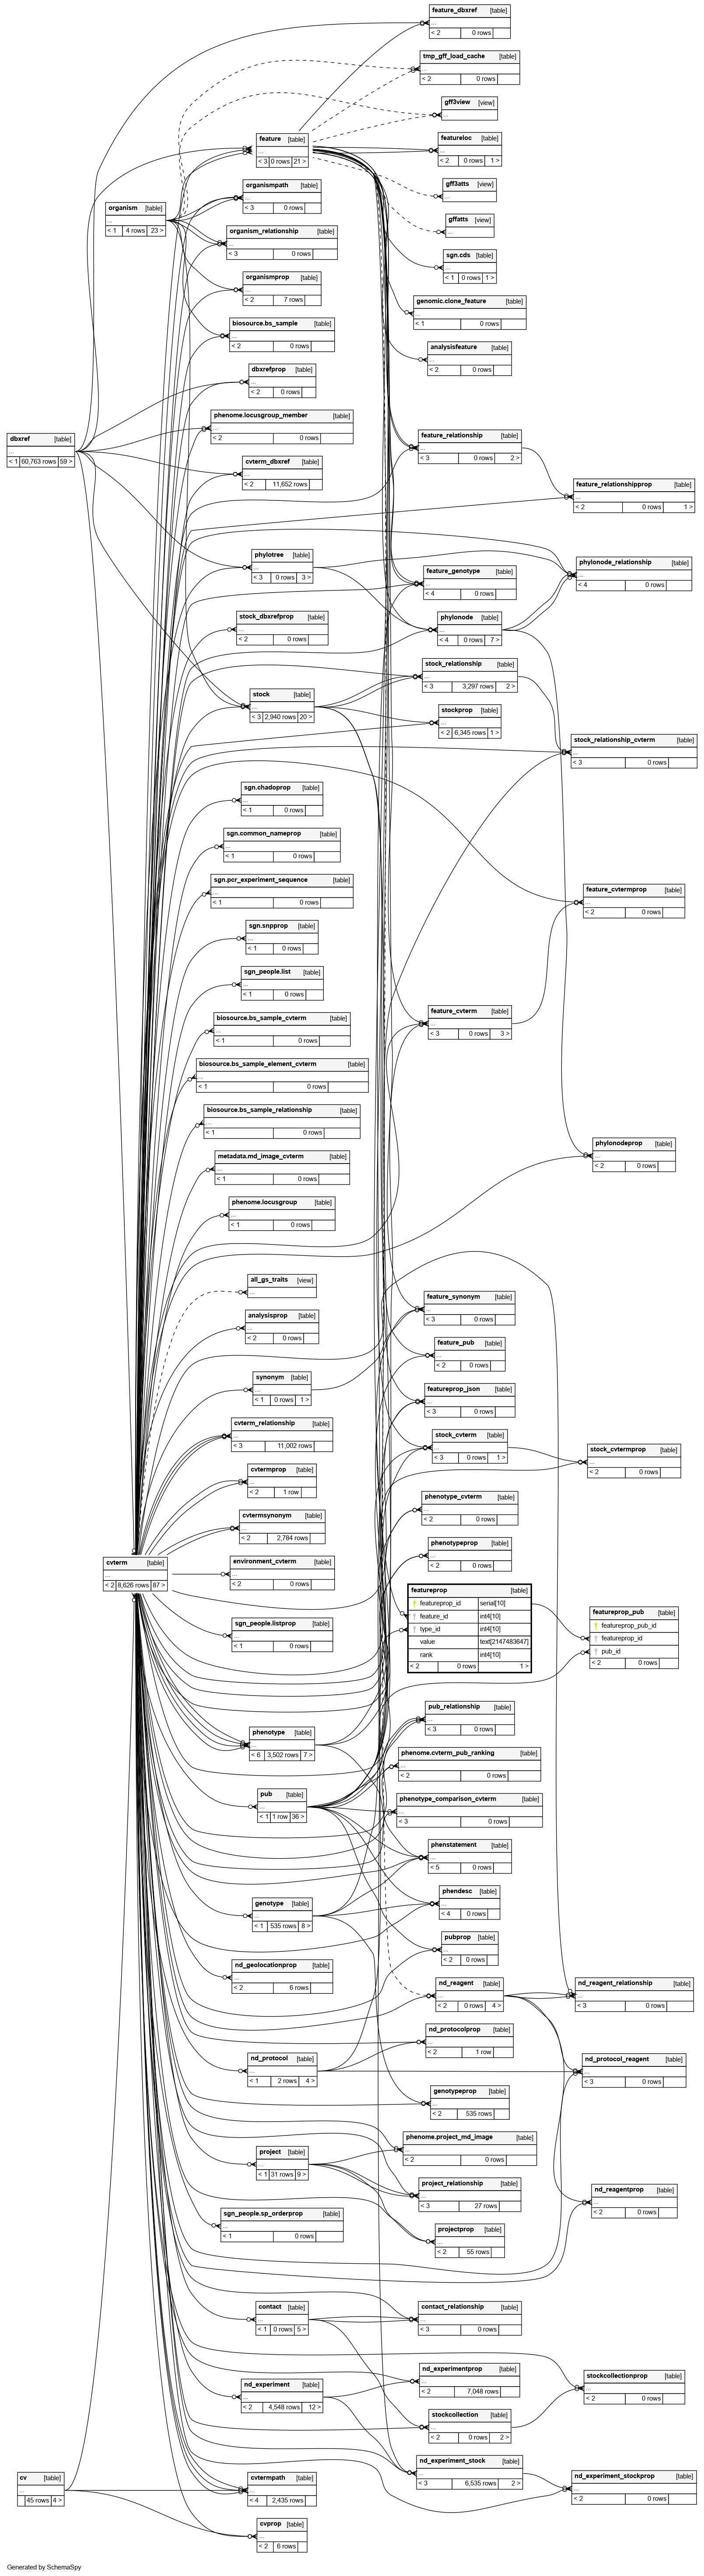 feature_dbxref [table]
...
< 2 0 rows
tmp_gff_load_cache [table]
...
< 2 0 rows
gff3view [view]
...
feature [table]
...
< 3 0 rows 21 >
featureloc [table]
...
< 2 0 rows 1 >
organismpath [table]
...
< 3 0 rows
gff3atts [view]
...
organism [table]
...
< 1 4 rows 23 >
gffatts [view]
...
organism_relationship [table]
...
< 3 0 rows
sgn.cds [table]
...
< 1 0 rows 1 >
organismprop [table]
...
< 2 7 rows
genomic.clone_feature [table]
...
< 1 0 rows
biosource.bs_sample [table]
...
< 2 0 rows
analysisfeature [table]
...
< 2 0 rows
dbxrefprop [table]
...
< 2 0 rows
phenome.locusgroup_member [table]
...
< 2 0 rows
dbxref [table]
...
< 1 60,763 rows 59 >
feature_relationship [table]
...
< 3 0 rows 2 >
cvterm_dbxref [table]
...
< 2 11,652 rows
feature_relationshipprop [table]
...
< 2 0 rows 1 >
phylotree [table]
...
< 3 0 rows 3 >
phylonode_relationship [table]
...
< 4 0 rows
feature_genotype [table]
...
< 4 0 rows
stock_dbxrefprop [table]
...
< 2 0 rows
phylonode [table]
...
< 4 0 rows 7 >
stock_relationship [table]
...
< 3 3,297 rows 2 >
stock [table]
...
< 3 2,940 rows 20 >
stockprop [table]
...
< 2 6,345 rows 1 >
stock_relationship_cvterm [table]
...
< 3 0 rows
sgn.chadoprop [table]
...
< 1 0 rows
sgn.common_nameprop [table]
...
< 1 0 rows
sgn.pcr_experiment_sequence [table]
...
< 1 0 rows
feature_cvtermprop [table]
...
< 2 0 rows
sgn.snpprop [table]
...
< 1 0 rows
sgn_people.list [table]
...
< 1 0 rows
feature_cvterm [table]
...
< 3 0 rows 3 >
biosource.bs_sample_cvterm [table]
...
< 1 0 rows
biosource.bs_sample_element_cvterm [table]
...
< 1 0 rows
biosource.bs_sample_relationship [table]
...
< 1 0 rows
phylonodeprop [table]
...
< 2 0 rows
metadata.md_image_cvterm [table]
...
< 1 0 rows
phenome.locusgroup [table]
...
< 1 0 rows
all_gs_traits [view]
...
feature_synonym [table]
...
< 3 0 rows
analysisprop [table]
...
< 2 0 rows
feature_pub [table]
...
< 2 0 rows
synonym [table]
...
< 1 0 rows 1 >
featureprop_json [table]
...
< 3 0 rows
cvterm_relationship [table]
...
< 3 11,002 rows
stock_cvterm [table]
...
< 3 0 rows 1 >
stock_cvtermprop [table]
...
< 2 0 rows
cvtermprop [table]
...
< 2 1 row
phenotype_cvterm [table]
...
< 2 0 rows
cvtermsynonym [table]
...
< 2 2,784 rows
phenotypeprop [table]
...
< 2 0 rows
cvterm [table]
...
< 2 8,626 rows 87 >
environment_cvterm [table]
...
< 2 0 rows
featureprop [table]
featureprop_id serial[10]
feature_id int4[10]
type_id int4[10]
value text[2147483647]
rank int4[10]
< 2 0 rows 1 >
featureprop_pub [table]
featureprop_pub_id
featureprop_id
pub_id
< 2 0 rows
sgn_people.listprop [table]
...
< 1 0 rows
pub_relationship [table]
...
< 3 0 rows
phenotype [table]
...
< 6 3,502 rows 7 >
phenome.cvterm_pub_ranking [table]
...
< 2 0 rows
pub [table]
...
< 1 1 row 36 >
phenotype_comparison_cvterm [table]
...
< 3 0 rows
phenstatement [table]
...
< 5 0 rows
phendesc [table]
...
< 4 0 rows
genotype [table]
...
< 1 535 rows 8 >
pubprop [table]
...
< 2 0 rows
nd_geolocationprop [table]
...
< 2 6 rows
nd_reagent [table]
...
< 2 0 rows 4 >
nd_reagent_relationship [table]
...
< 3 0 rows
nd_protocolprop [table]
...
< 2 1 row
nd_protocol [table]
...
< 1 2 rows 4 >
nd_protocol_reagent [table]
...
< 3 0 rows
genotypeprop [table]
...
< 2 535 rows
phenome.project_md_image [table]
...
< 2 0 rows
project [table]
...
< 1 31 rows 9 >
project_relationship [table]
...
< 3 27 rows
nd_reagentprop [table]
...
< 2 0 rows
sgn_people.sp_orderprop [table]
...
< 1 0 rows
projectprop [table]
...
< 2 55 rows
contact [table]
...
< 1 0 rows 5 >
contact_relationship [table]
...
< 3 0 rows
nd_experimentprop [table]
...
< 2 7,048 rows
stockcollectionprop [table]
...
< 2 0 rows
nd_experiment [table]
...
< 2 4,548 rows 12 >
stockcollection [table]
...
< 2 0 rows 2 >
nd_experiment_stock [table]
...
< 3 6,535 rows 2 >
cv [table]
...
45 rows 4 >
cvtermpath [table]
...
< 4 2,435 rows
nd_experiment_stockprop [table]
...
< 2 0 rows
cvprop [table]
...
< 2 6 rows
Generated by SchemaSpy